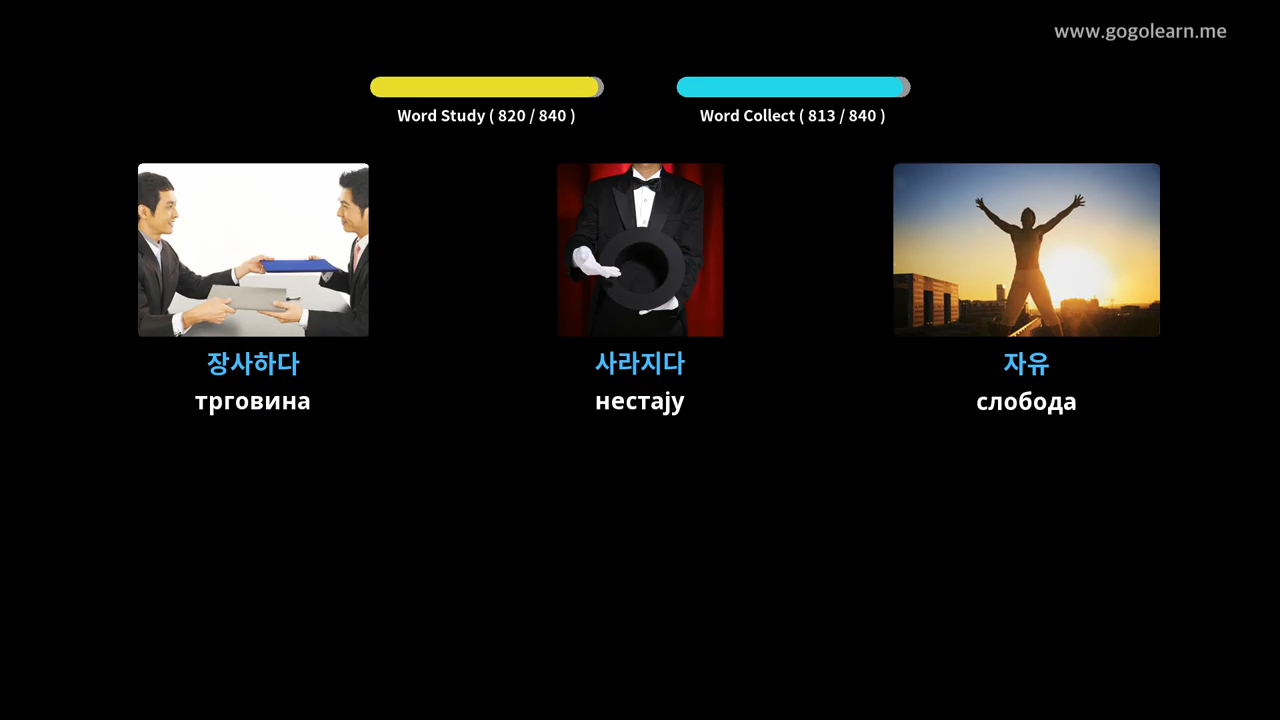 www.gogolearn.me
Word Study ( 820 / 840 )
Word Collect ( 813 / 840 )
장사하다
사라지다
자유
трговина
нестају
слобода